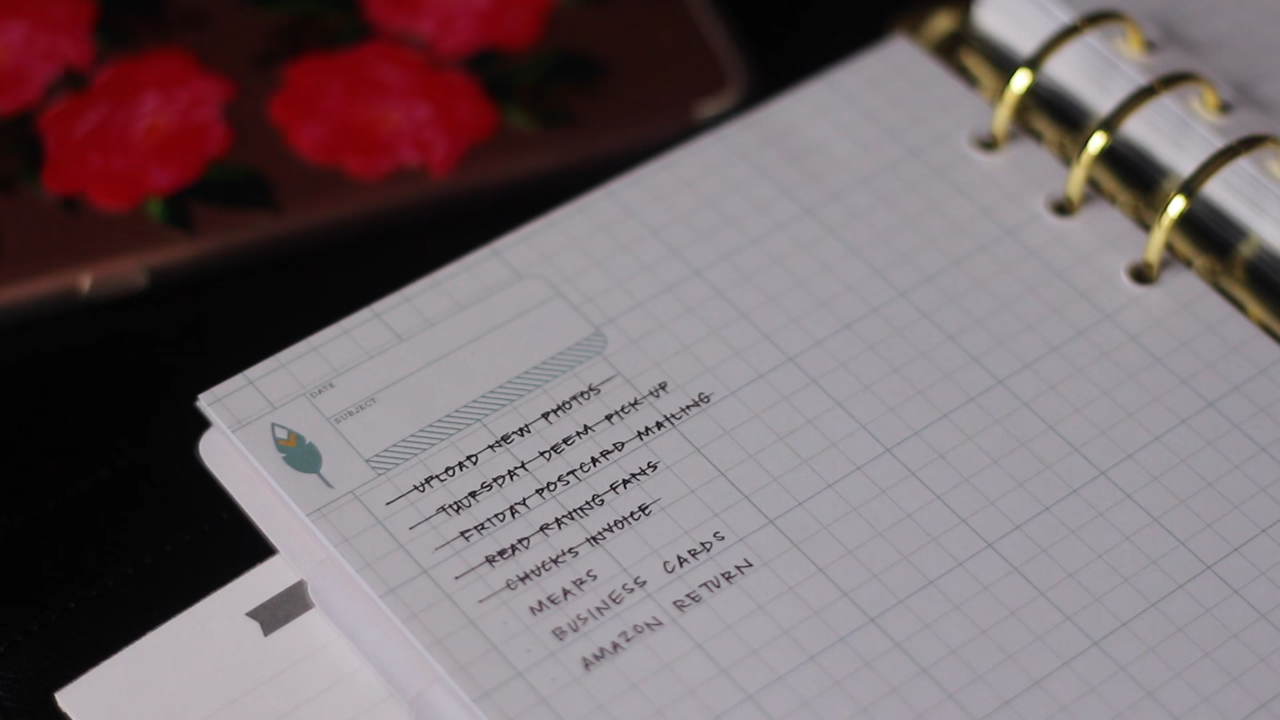 DATE
SUBJECT
UPLOAD NEW PHOTOS
THURSDAY DEEM PICK UP
FRIDAY POSTCARD MAILING
READ RAVING FANS
CHUCK'S INVOICE
MEARS
BUSINESS CARDS
AMAZON RETURN